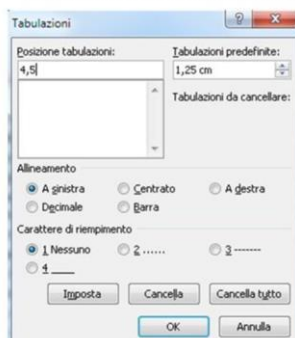 Tabulazioni
Posizione tabulazioni: Tabulazioni predefinite:
4,5 1,25 cm
Tabulazioni da cancellare:
Allineamento
A sinistra Centrato A destra
Decimale Barra
Carattere di riempimento
1 Nessuno 2 ...... 3 -------
4 ____
Imposta Cancella Cancella tutto
OK Annulla